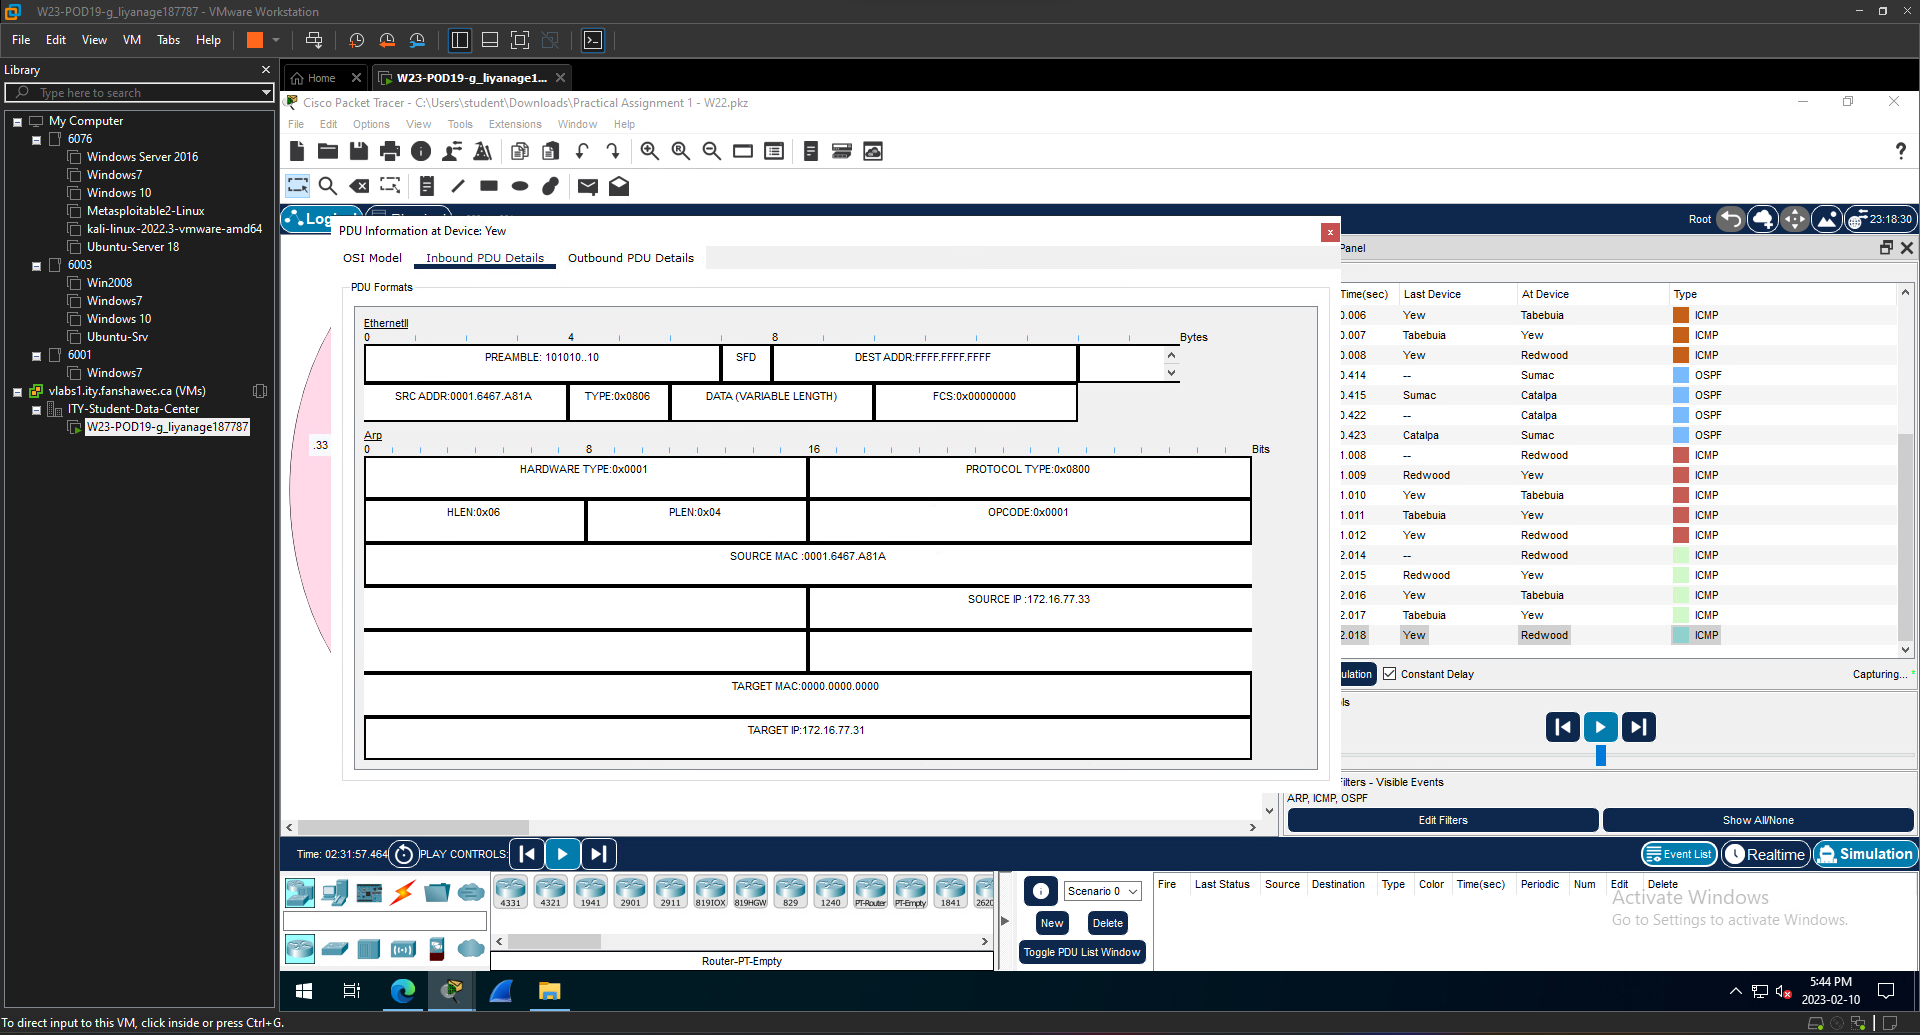 W23-POD19-g_liyanage187787 - VMware Workstation
File Edit View VM Tabs Help
Library
Type here to search
My Computer
6076
Windows Server 2016
Windows7
Windows 10
Metasploitable2-Linux
kali-linux-2022.3-vmware-amd64
Ubuntu-Server 18
6003
Win2008
Windows7
Windows 10
Ubuntu-Srv
6001
Windows7
vlabs1.ity.fanshawec.ca (VMs)
ITY-Student-Data-Center
W23-POD19-g_liyanage187787
Home W23-POD19-g_liyanage1...
Cisco Packet Tracer - C:\Users\student\Downloads\Practical Assignment 1 - W22.pkz
File Edit Options View Tools Extensions Window Help
Root 23:18:30
PDU Information at Device: Yew
OSI Model Inbound PDU Details Outbound PDU Details
PDU Formats
EthernetII
0 4 8 Bytes
PREAMBLE: 101010..10 SFD DEST ADDR:FFFF.FFFF.FFFF
SRC ADDR:0001.6467.A81A TYPE:0x0806 DATA (VARIABLE LENGTH) FCS:0x00000000
Arp
0 8 16 Bits
HARDWARE TYPE:0x0001 PROTOCOL TYPE:0x0800
HLEN:0x06 PLEN:0x04 OPCODE:0x0001
SOURCE MAC :0001.6467.A81A
SOURCE IP :172.16.77.33
TARGET MAC:0000.0000.0000
TARGET IP:172.16.77.31
.33
Panel
Time(sec) Last Device At Device Type
0.006 Yew Tabebuia ICMP
0.007 Tabebuia Yew ICMP
0.008 Yew Redwood ICMP
0.414 -- Sumac OSPF
0.415 Sumac Catalpa OSPF
0.422 -- Catalpa OSPF
0.423 Catalpa Sumac OSPF
1.008 -- Redwood ICMP
1.009 Redwood Yew ICMP
1.010 Yew Tabebuia ICMP
1.011 Tabebuia Yew ICMP
1.012 Yew Redwood ICMP
2.014 -- Redwood ICMP
2.015 Redwood Yew ICMP
2.016 Yew Tabebuia ICMP
2.017 Tabebuia Yew ICMP
2.018 Yew Redwood ICMP
ulation Constant Delay Capturing...
ls
ilters - Visible Events
ARP, ICMP, OSPF
Edit Filters Show All/None
Time: 02:31:57.464 PLAY CONTROLS:
Event List Realtime Simulation
4331 4321 1941 2901 2911 819IOX 819HGW 829 1240 PT-Router PT-Empty 1841 2620
Router-PT-Empty
Scenario 0
New Delete
Toggle PDU List Window
Fire Last Status Source Destination Type Color Time(sec) Periodic Num Edit Delete
Activate Windows
Go to Settings to activate Windows.
5:44 PM
2023-02-10
To direct input to this VM, click inside or press Ctrl+G.